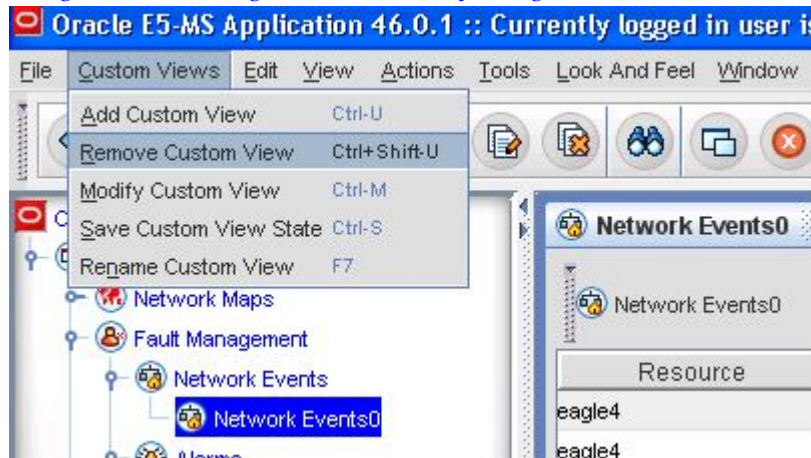 Oracle E5-MS Application 46.0.1 :: Currently logged in user is
File Custom Views Edit View Actions Tools Look And Feel Window
Add Custom View Ctrl-U
Remove Custom View Ctrl+Shift-U
Modify Custom View Ctrl-M
Save Custom View State Ctrl-S
Rename Custom View F7
Network Maps
Fault Management
Network Events
Network Events0
Alarms
Network Events0
Network Events0
Resource
eagle4
eagle4